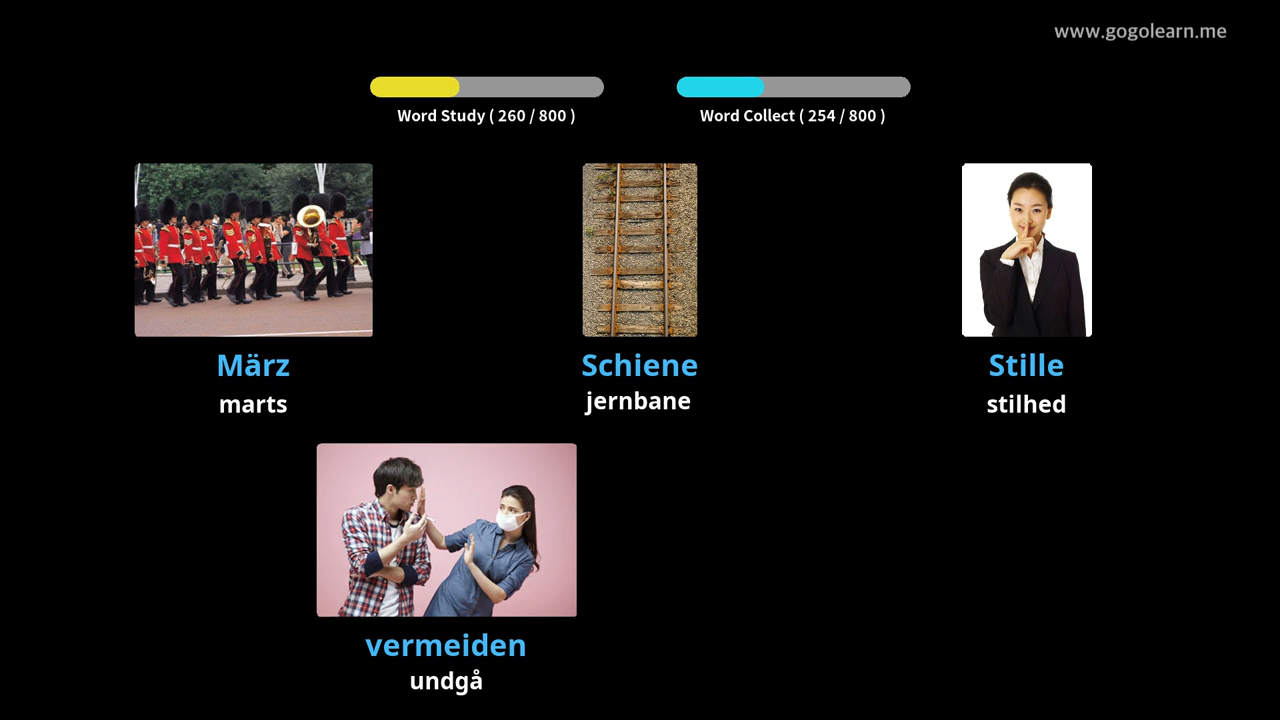 www.gogolearn.me
Word Study ( 260 / 800 )
Word Collect ( 254 / 800 )
März
marts
Schiene
jernbane
Stille
stilhed
vermeiden
undgå